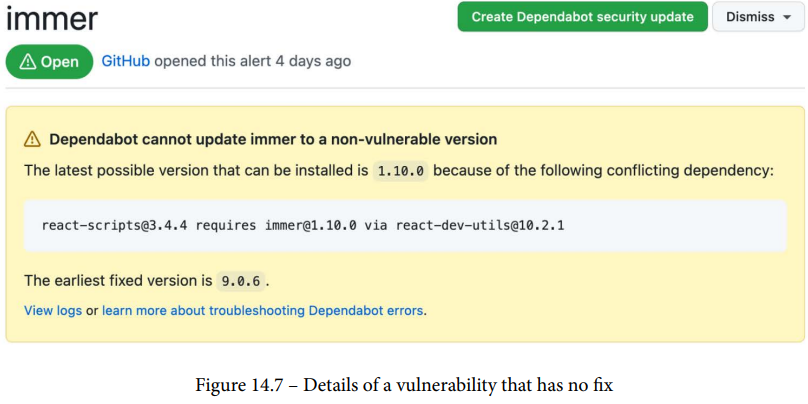 immer
Create Dependabot security update
Dismiss
Open
GitHub opened this alert 4 days ago
Dependabot cannot update immer to a non-vulnerable version
The latest possible version that can be installed is 1.10.0 because of the following conflicting dependency:
react-scripts@3.4.4 requires immer@1.10.0 via react-dev-utils@10.2.1
The earliest fixed version is 9.0.6 .
View logs or learn more about troubleshooting Dependabot errors.
Figure 14.7 – Details of a vulnerability that has no fix